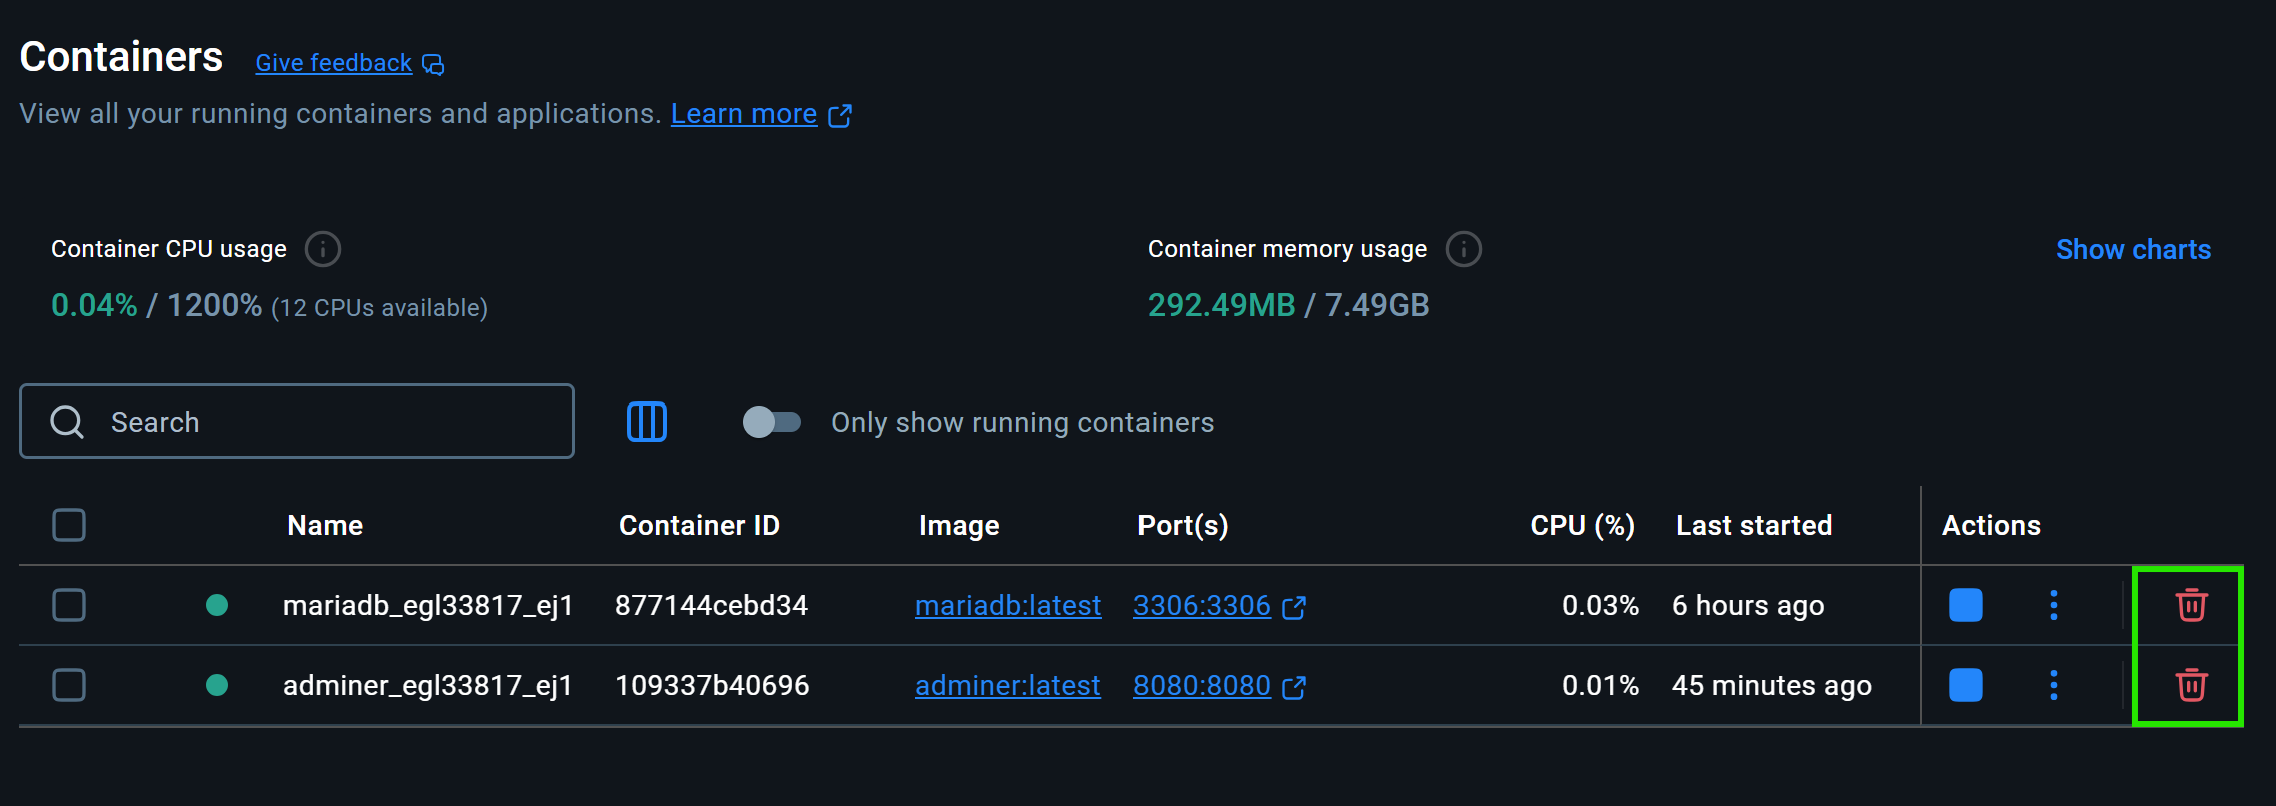 Containers Give feedback
View all your running containers and applications. Learn more
Container CPU usage Container memory usage Show charts
0.04% / 1200% (12 CPUs available) 292.49MB / 7.49GB
Search Only show running containers
Name Container ID Image Port(s) CPU (%) Last started Actions
mariadb_egl33817_ej1 877144cebd34 mariadb:latest 3306:3306 0.03% 6 hours ago
adminer_egl33817_ej1 109337b40696 adminer:latest 8080:8080 0.01% 45 minutes ago